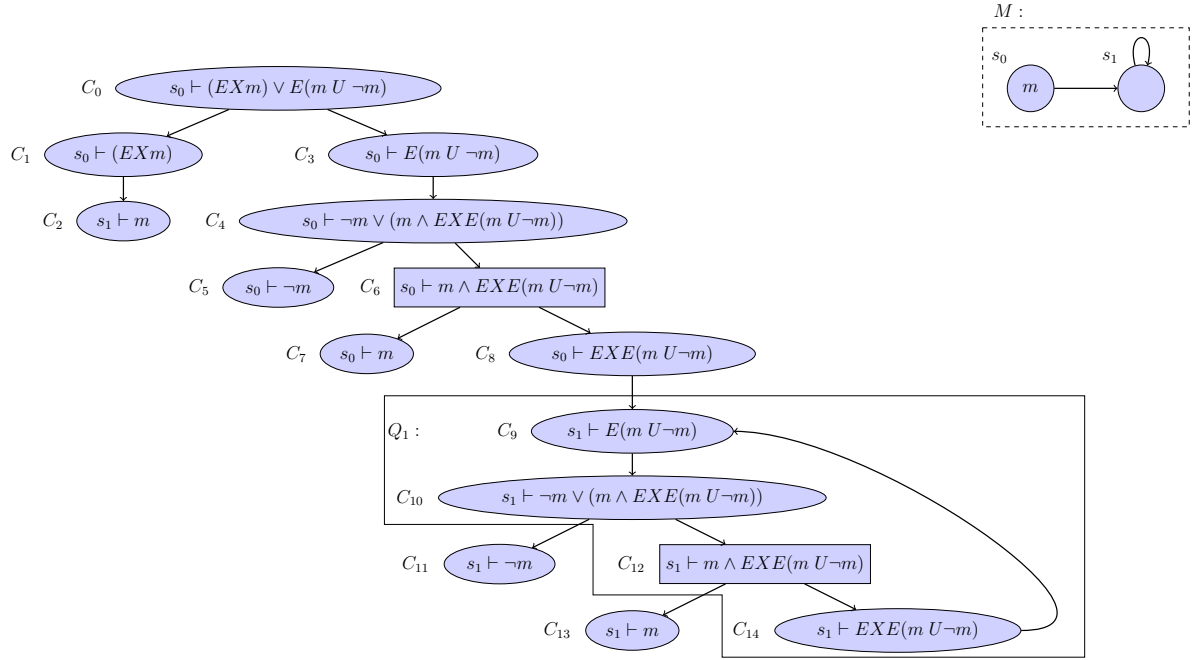 M :
s₀
s₁
m
C₀ s₀ ⊢ (EXm) ∨ E(m U ¬m)
C₁ s₀ ⊢ (EXm)
C₃ s₀ ⊢ E(m U ¬m)
C₂ s₁ ⊢ m
C₄ s₀ ⊢ ¬m ∨ (m ∧ EXE(m U¬m))
C₅ s₀ ⊢ ¬m
C₆ s₀ ⊢ m ∧ EXE(m U¬m)
C₇ s₀ ⊢ m
C₈ s₀ ⊢ EXE(m U¬m)
Q₁ :
C₉ s₁ ⊢ E(m U¬m)
C₁₀ s₁ ⊢ ¬m ∨ (m ∧ EXE(m U¬m))
C₁₁ s₁ ⊢ ¬m
C₁₂ s₁ ⊢ m ∧ EXE(m U¬m)
C₁₃ s₁ ⊢ m
C₁₄ s₁ ⊢ EXE(m U¬m)